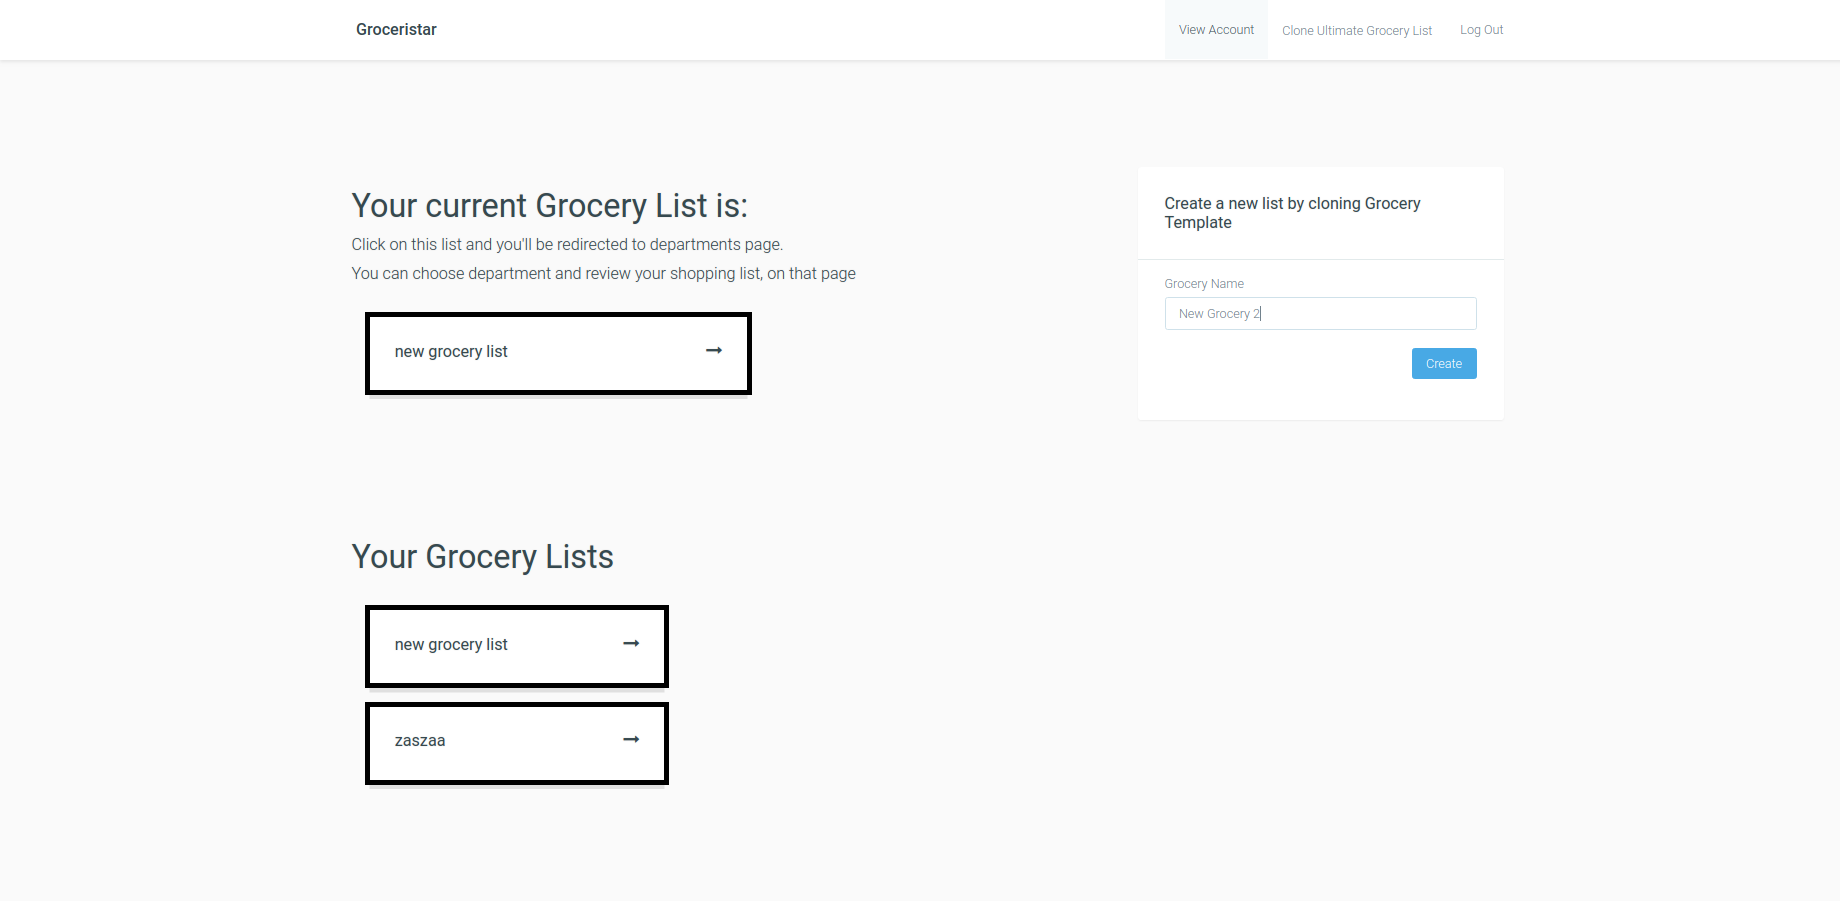 Groceristar
View Account
Clone Ultimate Grocery List
Log Out
Your current Grocery List is:
Click on this list and you'll be redirected to departments page.
You can choose department and review your shopping list, on that page
new grocery list
Create a new list by cloning Grocery
Template
Grocery Name
New Grocery 2
Create
Your Grocery Lists
new grocery list
zaszaa